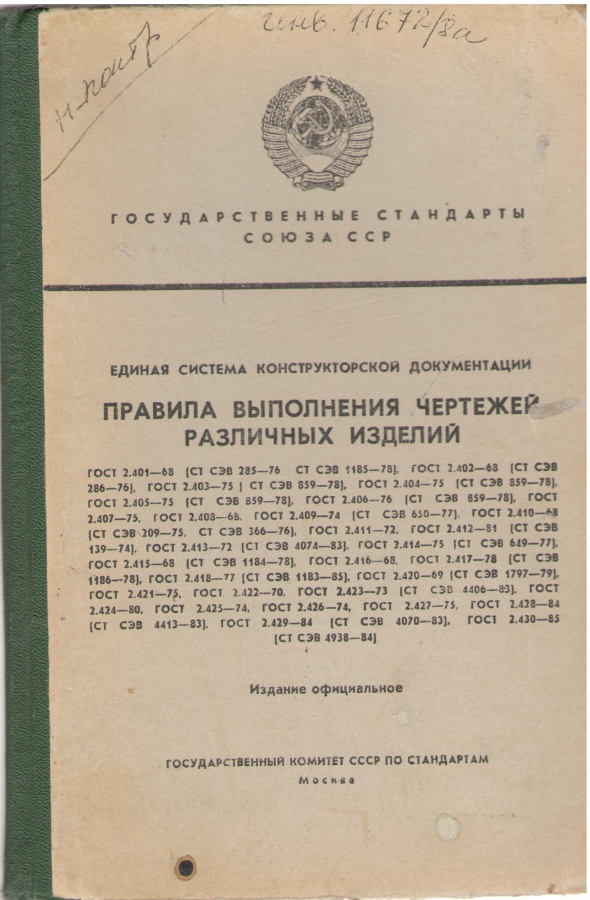 инв. 11672/8а
н-контр
ГОСУДАРСТВЕННЫЕ СТАНДАРТЫ
СОЮЗА ССР
ЕДИНАЯ СИСТЕМА КОНСТРУКТОРСКОЙ ДОКУМЕНТАЦИИ
ПРАВИЛА ВЫПОЛНЕНИЯ ЧЕРТЕЖЕЙ
РАЗЛИЧНЫХ ИЗДЕЛИЙ
ГОСТ 2.401—68 (СТ СЭВ 285—76 СТ СЭВ 1185—78), ГОСТ 2.402—68 (СТ СЭВ
286—76), ГОСТ 2.403—75 ( СТ СЭВ 859—78), ГОСТ 2.404—75 (СТ СЭВ 859—78),
ГОСТ 2.405—75 (СТ СЭВ 859—78), ГОСТ 2.406—76 (СТ СЭВ 859—78), ГОСТ
2.407—75, ГОСТ 2.408—68, ГОСТ 2.409—74 (СТ СЭВ 650—77), ГОСТ 2.410—68
(СТ СЭВ 209—75, СТ СЭВ 366—76), ГОСТ 2.411—72, ГОСТ 2.412—81 (СТ СЭВ
139—74), ГОСТ 2.413—72 (СТ СЭВ 4074—83), ГОСТ 2.414—75 (СТ СЭВ 649—77),
ГОСТ 2.415—68 (СТ СЭВ 1184—78), ГОСТ 2.416—68, ГОСТ 2.417—78 (СТ СЭВ
1186—78), ГОСТ 2.418—77 (СТ СЭВ 1183—85), ГОСТ 2.420—69 (СТ СЭВ 1797—79),
ГОСТ 2.421—75, ГОСТ 2.422—70, ГОСТ 2.423—73 (СТ СЭВ 4406—83), ГОСТ
2.424—80, ГОСТ 2.425—74, ГОСТ 2.426—74, ГОСТ 2.427—75, ГОСТ 2.428—84
(СТ СЭВ 4413—83), ГОСТ 2.429—84 (СТ СЭВ 4070—83), ГОСТ 2.430—85
(СТ СЭВ 4938—84)
Издание официальное
ГОСУДАРСТВЕННЫЙ КОМИТЕТ СССР ПО СТАНДАРТАМ
Москва